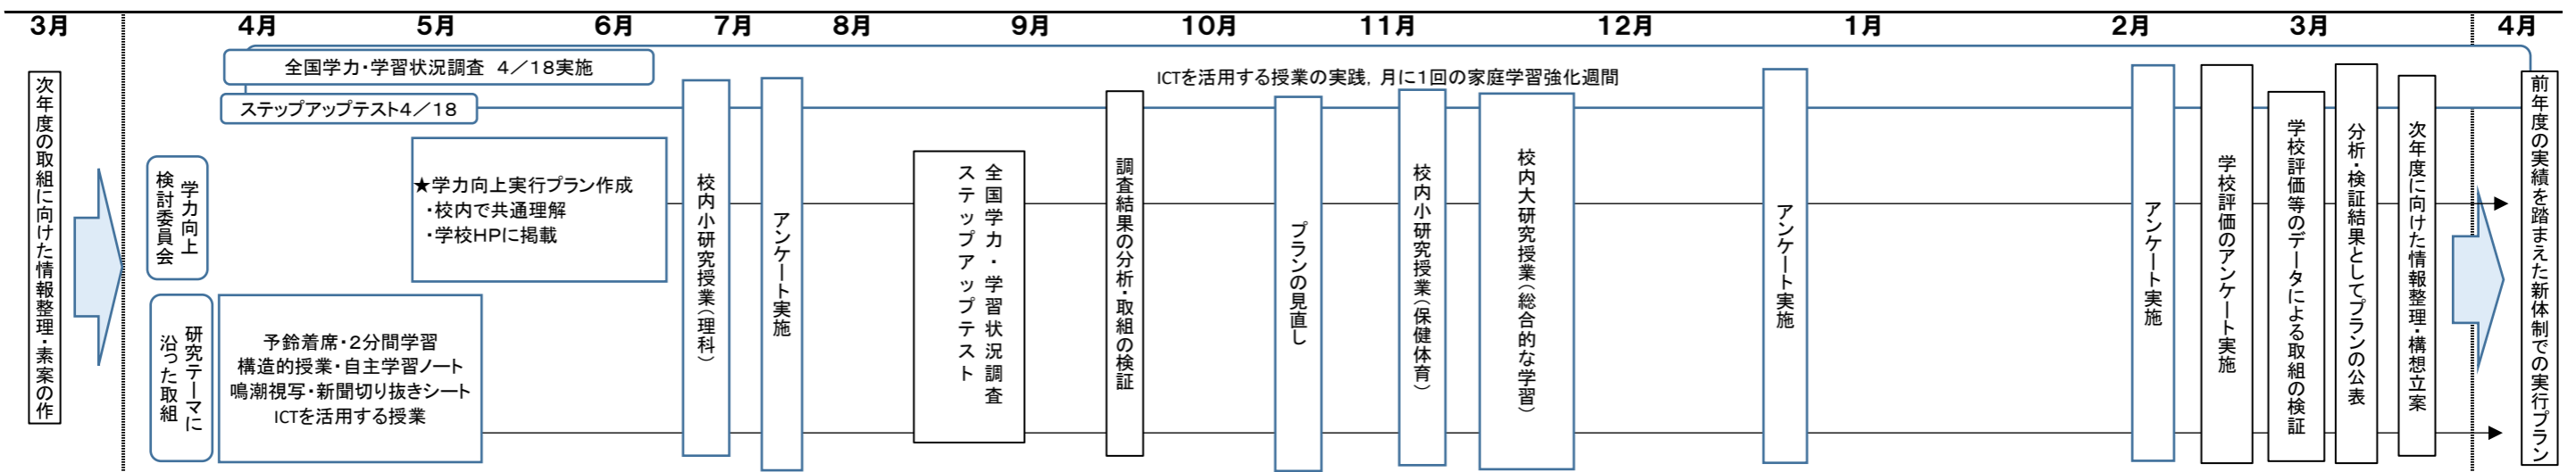 3月 4月 5月 6月 7月 8月 9月 10月 11月 12月 1月 2月 3月 4月
次年度の取組に向けた情報整理・素案の作
全国学力・学習状況調査 4/18実施
ステップアップテスト4/18
ICTを活用する授業の実践，月に1回の家庭学習強化週間
学力向上
検討委員会
★学力向上実行プラン作成
・校内で共通理解
・学校HPに掲載
研究テーマに
沿った取組
予鈴着席・2分間学習
構造的授業・自主学習ノート
鳴潮視写・新聞切り抜きシート
ICTを活用する授業
校内小研究授業（理科）
アンケート実施
全国学力・学習状況調査
ステップアップテスト
調査結果の分析・取組の検証
プランの見直し
校内小研究授業（保健体育）
校内大研究授業（総合的な学習）
アンケート実施
アンケート実施
学校評価のアンケート実施
学校評価等のデータによる取組の検証
分析・検証結果としてプランの公表
次年度に向けた情報整理・構想立案
前年度の実績を踏まえた新体制での実行プラン